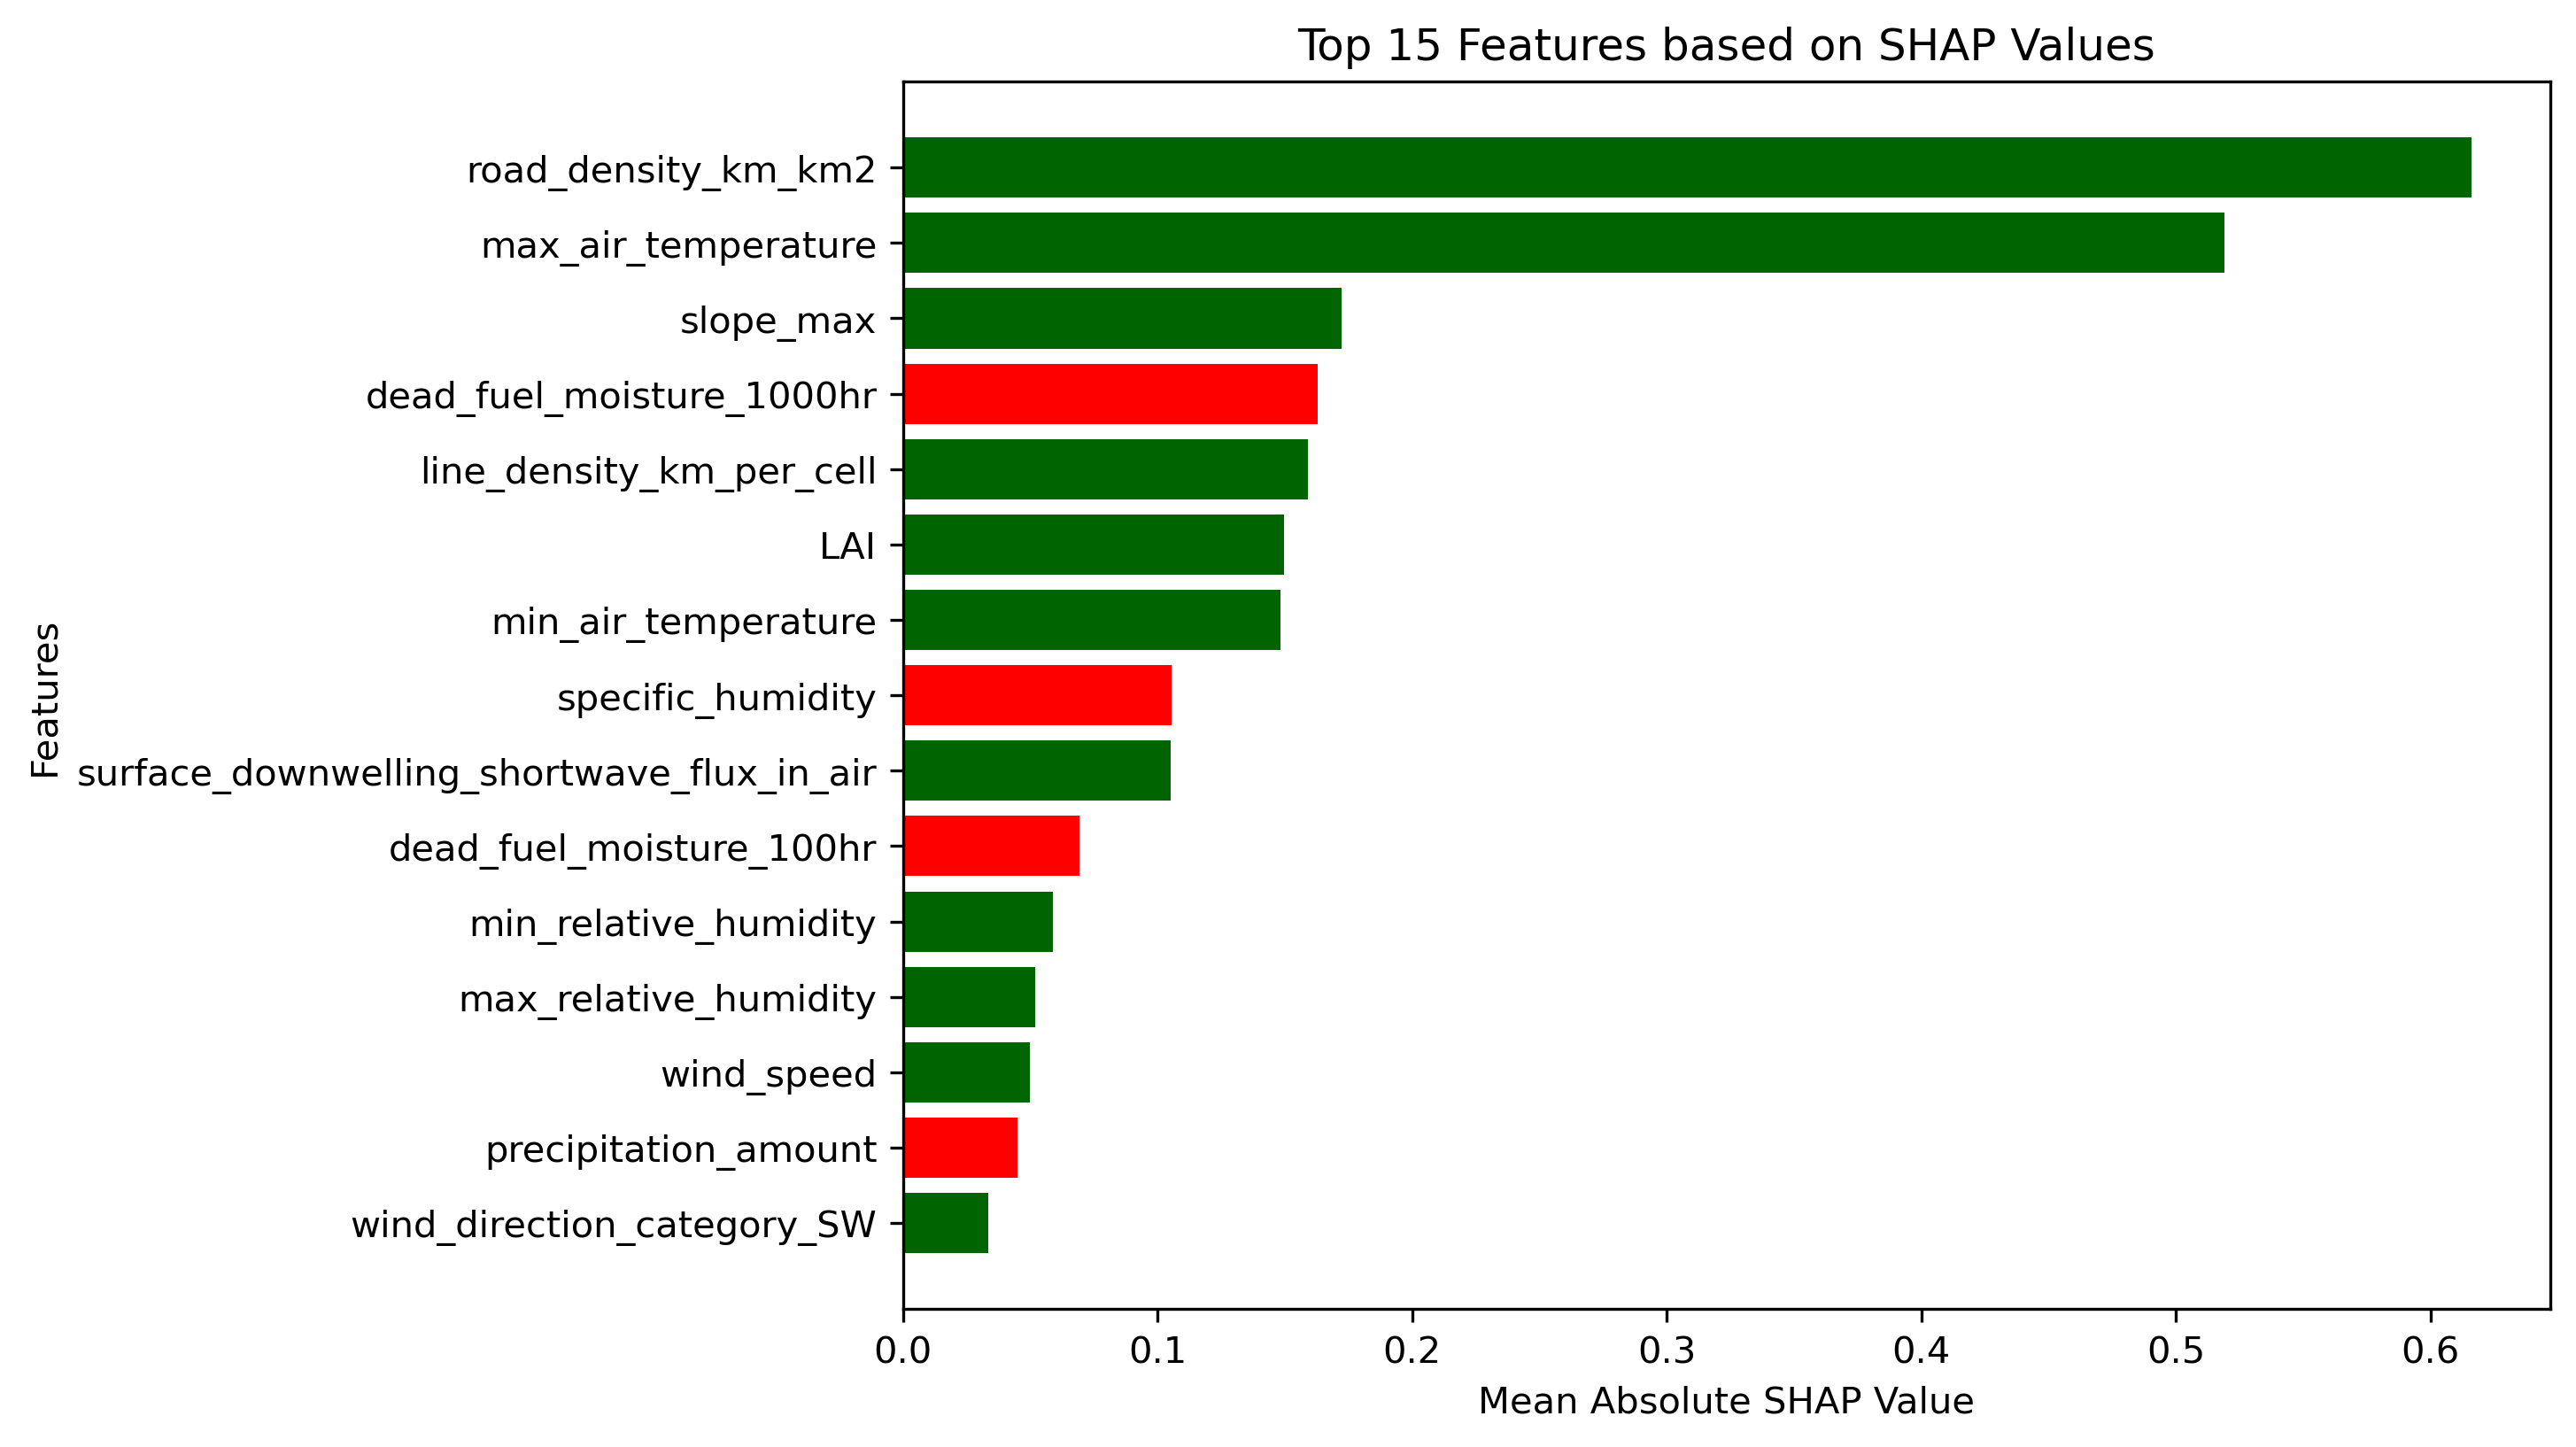 Top 15 Features based on SHAP Values
road_density_km_km2
max_air_temperature
slope_max
dead_fuel_moisture_1000hr
line_density_km_per_cell
LAI
min_air_temperature
specific_humidity
surface_downwelling_shortwave_flux_in_air
dead_fuel_moisture_100hr
min_relative_humidity
max_relative_humidity
wind_speed
precipitation_amount
wind_direction_category_SW
Features
0.0 0.1 0.2 0.3 0.4 0.5 0.6
Mean Absolute SHAP Value